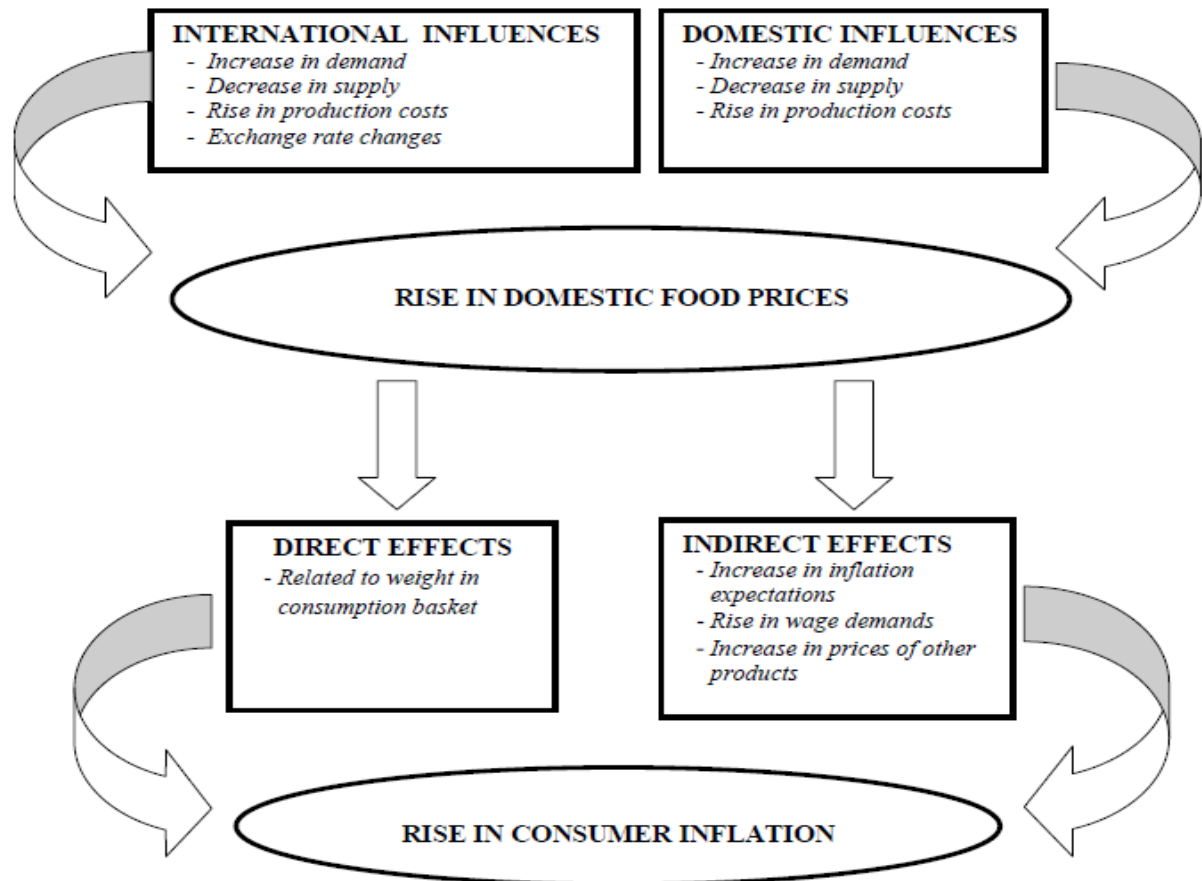 INTERNATIONAL INFLUENCES
- Increase in demand
- Decrease in supply
- Rise in production costs
- Exchange rate changes
DOMESTIC INFLUENCES
- Increase in demand
- Decrease in supply
- Rise in production costs
RISE IN DOMESTIC FOOD PRICES
DIRECT EFFECTS
- Related to weight in
consumption basket
INDIRECT EFFECTS
- Increase in inflation
expectations
- Rise in wage demands
- Increase in prices of other
products
RISE IN CONSUMER INFLATION